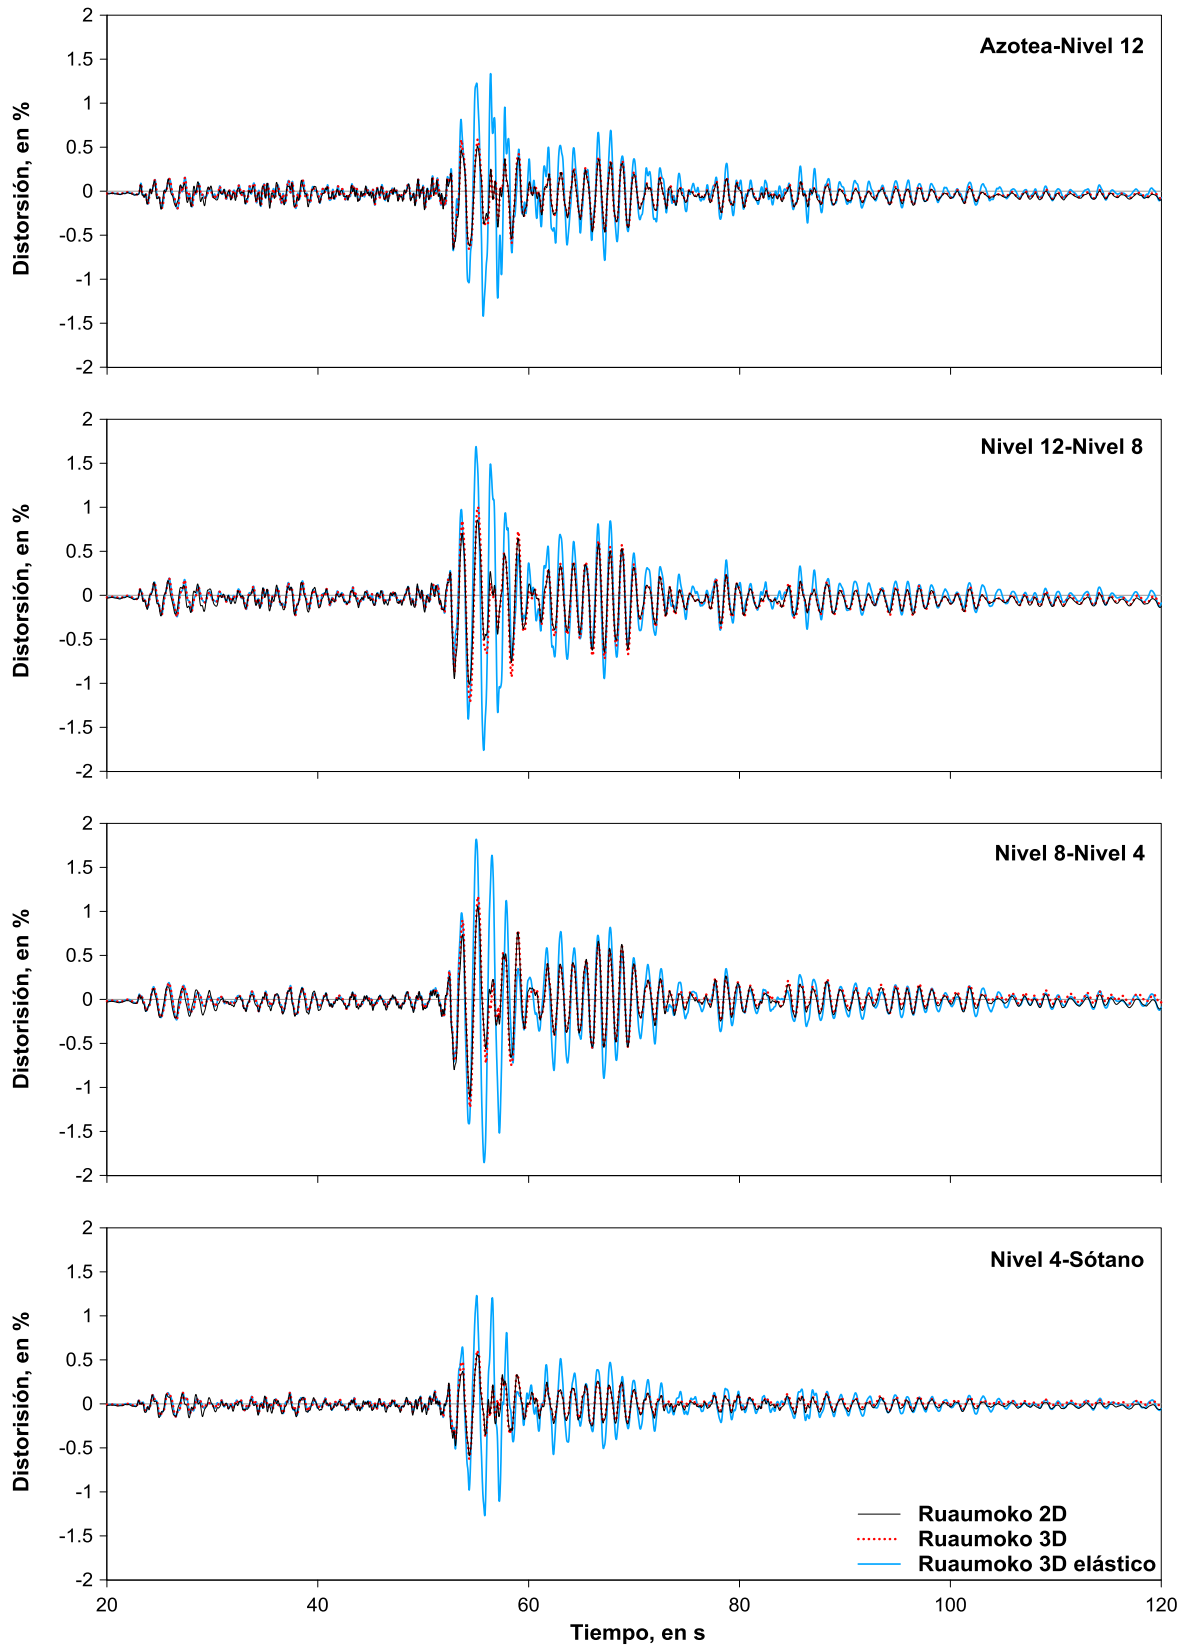 2
1.5
1
0.5
0
-0.5
-1
-1.5
-2
Distorsión, en %
Azotea-Nivel 12
2
1.5
1
0.5
0
-0.5
-1
-1.5
-2
Distorsión, en %
Nivel 12-Nivel 8
2
1.5
1
0.5
0
-0.5
-1
-1.5
-2
Distorisión, en %
Nivel 8-Nivel 4
2
1.5
1
0.5
0
-0.5
-1
-1.5
-2
Distorisión, en %
Nivel 4-Sótano
Ruaumoko 2D
Ruaumoko 3D
Ruaumoko 3D elástico
20 40 60 80 100 120
Tiempo, en s